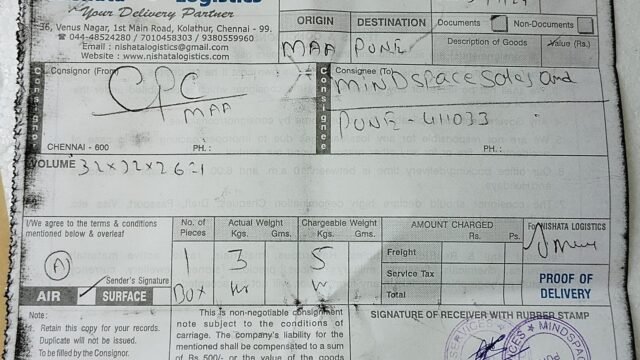 Logistics
Your Delivery Partner
36, Venus Nagar, 1st Main Road, Kolathur, Chennai - 99.
☎ 044-48524280 / 7010458303 / 9380559960
Email : nishatalogistics@gmail.com
Website : www.nishatalogistics.com
ORIGIN
MAA
DESTINATION
PUNE
Documents
Non-Documents
Description of Goods
Value (Rs.)
Consignor
Consignor (From)
CPC
MAA
CHENNAI - 600
PH. :
Consignee
Consignee (To)
MINDSPACE Sales and
PUNE - 411033
PH. :
VOLUME 32x22x26=1
I/We agree to the terms & conditions
mentioned below & overleaf
A
Sender's Signature
AIR
SURFACE
No. of Pieces
1
Box
Actual Weight
Kgs. Gms.
3
Chargeable Weight
Kgs. Gms.
5
AMOUNT CHARGED
Rs. Ps.
Freight
Service Tax
Total
For NISHATA LOGISTICS
PROOF OF
DELIVERY
Note :
1. Retain this copy for your records.
Duplicate will not be issued.
2. To be filled by the Consignor.
This is non-negotiable consignment
note subject to the conditions of
carriage. The company's liability for the
mentioned shall be compensated to a
sum of Rs 500/- or the value of the goods
SIGNATURE OF RECEIVER WITH RUBBER STAMP
SERVICES
MINDSPACE